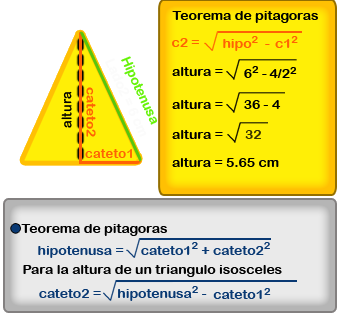 altura
cateto2
Hipotenusa
cateto1
Teorema de pitagoras
c2 = √hipo² - c1²
altura = √6² - 4/2²
altura = √36 - 4
altura = √32
altura = 5.65 cm
Teorema de pitagoras
hipotenusa = √cateto1² + cateto2²
Para la altura de un triangulo isosceles
cateto2 = √hipotenusa² - cateto1²